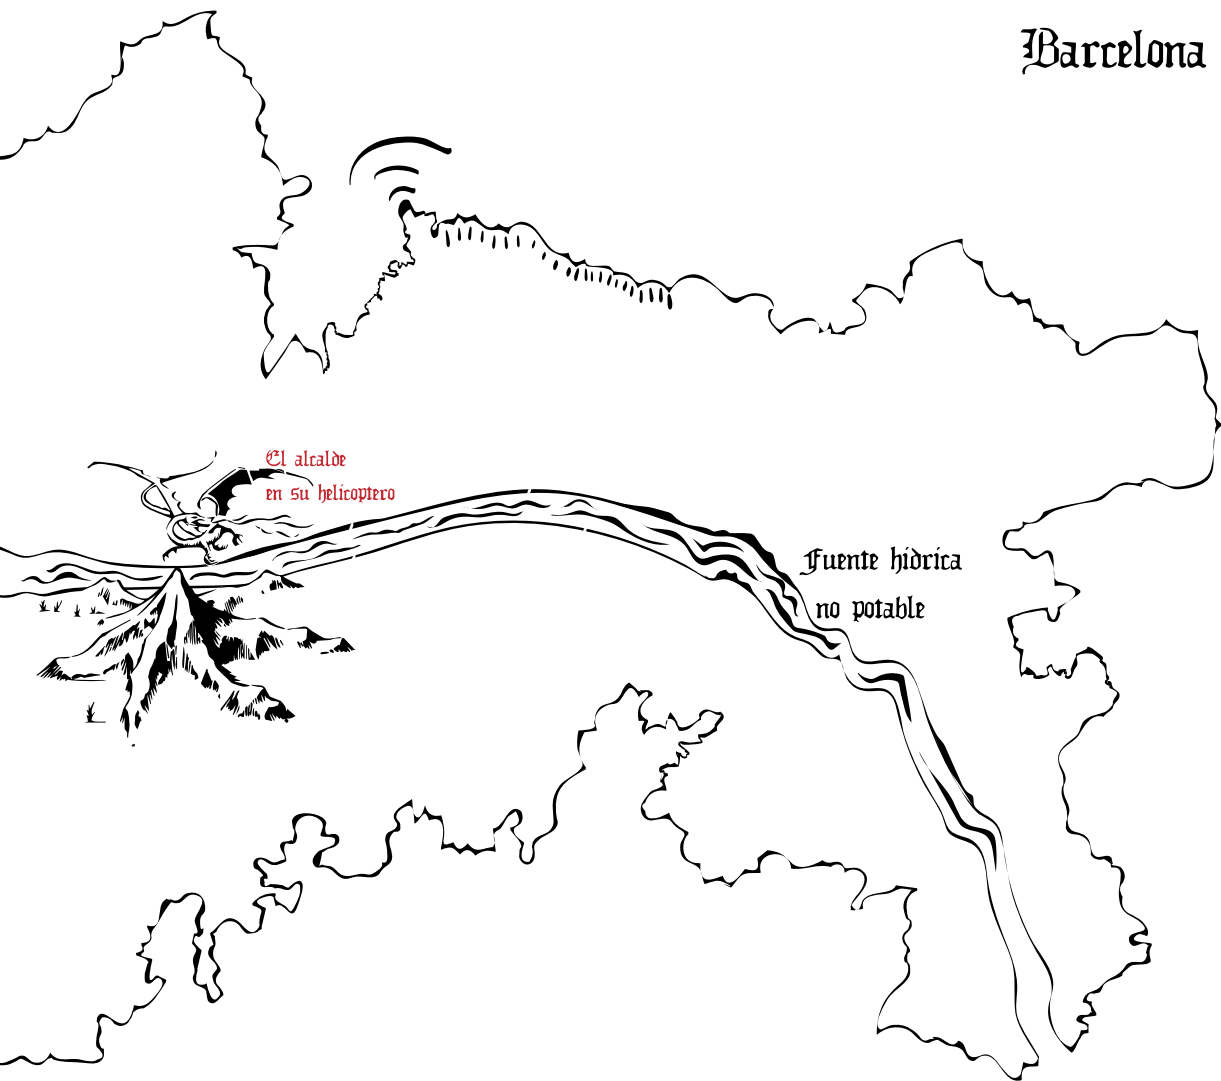 Barcelona
El alcalde
en su helicoptero
Fuente hidrica
no potable